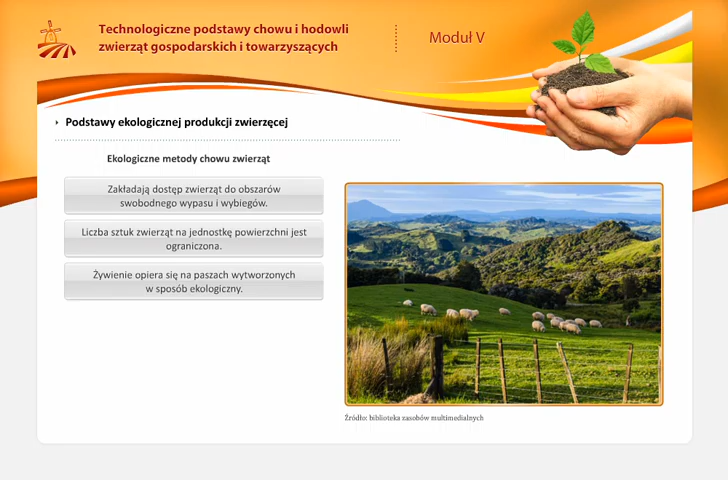 Technologiczne podstawy chowu i hodowli
zwierząt gospodarskich i towarzyszących
Moduł V
Podstawy ekologicznej produkcji zwierzęcej
Ekologiczne metody chowu zwierząt
Zakładają dostęp zwierząt do obszarów
swobodnego wypasu i wybiegów.
Liczba sztuk zwierząt na jednostkę powierzchni jest
ograniczona.
Żywienie opiera się na paszach wytworzonych
w sposób ekologiczny.
Źródło: biblioteka zasobów multimedialnych